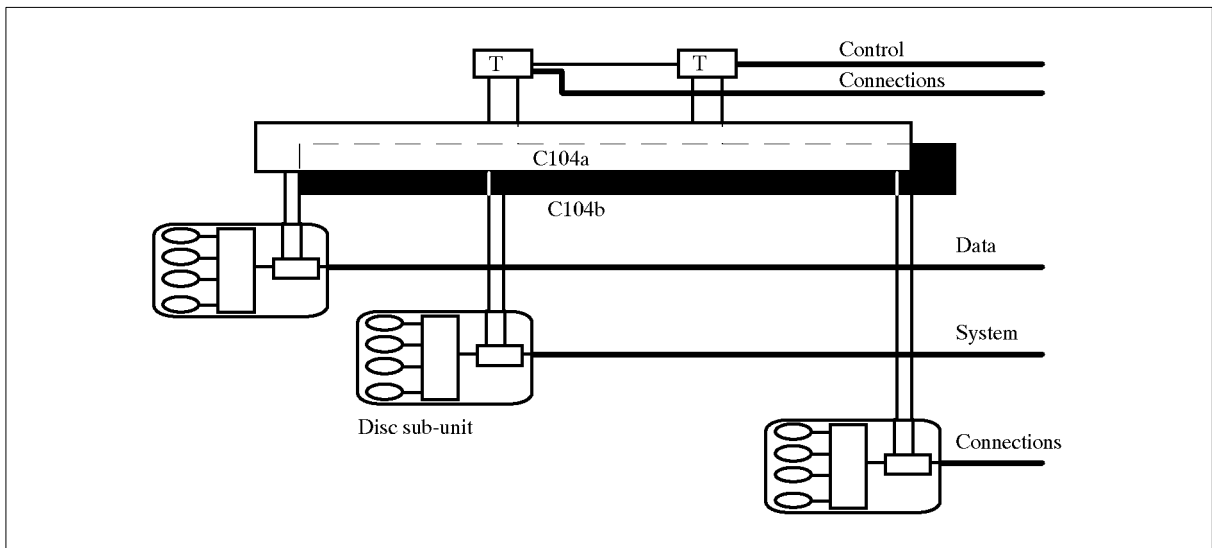 T
T
Control
Connections
C104a
C104b
Data
System
Disc sub-unit
Connections